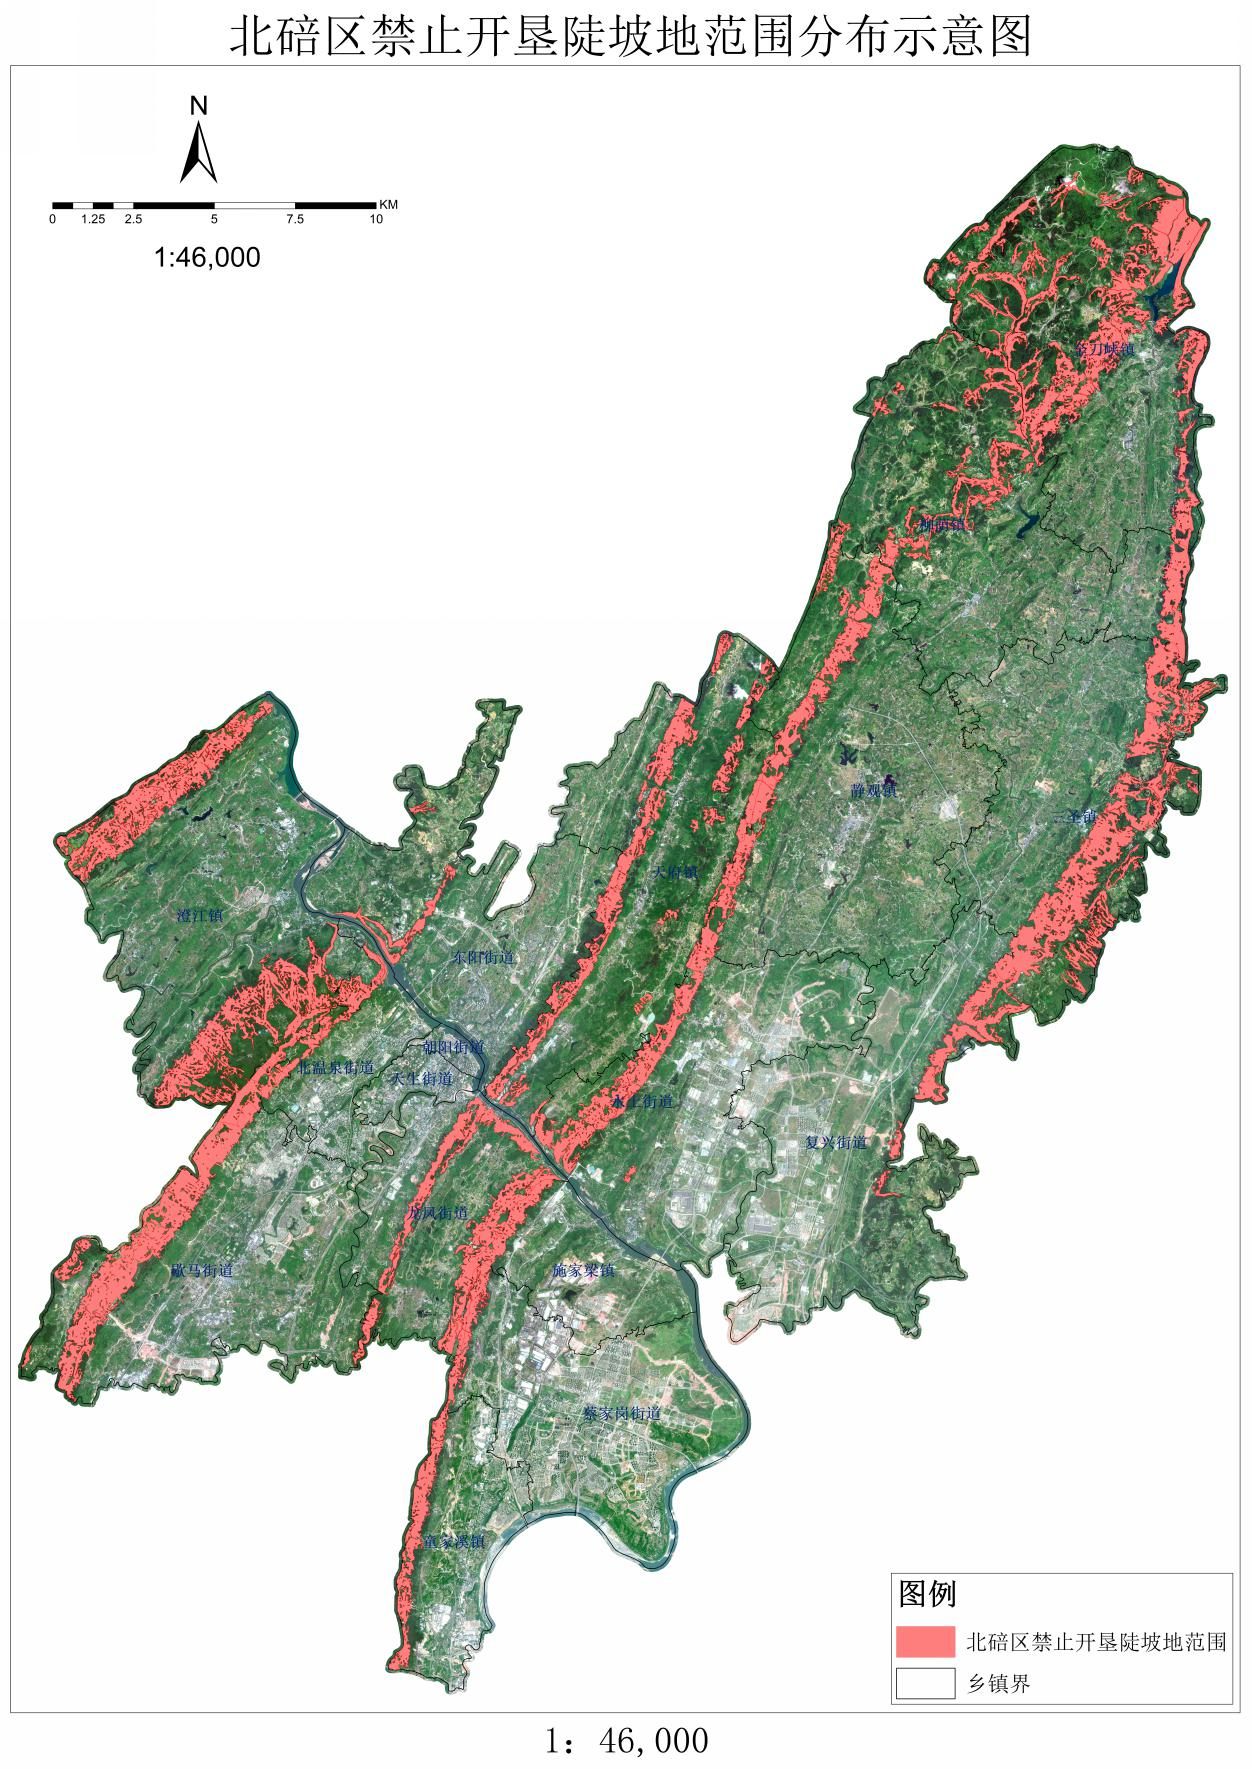 北碚区禁止开垦陡坡地范围分布示意图
N
0 1.25 2.5 5 7.5 10 KM
1:46,000
金刀峡镇
柳荫镇
静观镇
三圣镇
天府镇
澄江镇
东阳街道
朝阳街道
北温泉街道
天生街道
水土街道
复兴街道
龙凤街道
歇马街道
施家梁镇
蔡家岗街道
童家溪镇
图例
北碚区禁止开垦陡坡地范围
乡镇界
1: 46,000